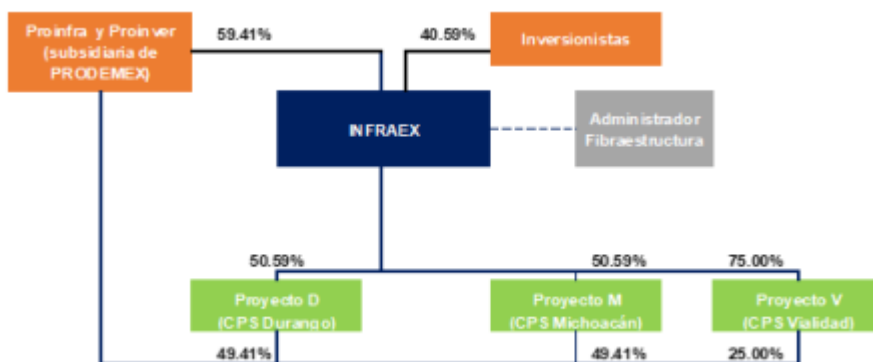 Proinfra y Proinver
(subsidiaria de
PRODEMEX)
59.41%
40.59%
Inversionistas
INFRAEX
Administrador
Fibraestructura
50.59%
50.59%
75.00%
Proyecto D
(CPS Durango)
Proyecto M
(CPS Michoacán)
Proyecto V
(CPS Vialidad)
49.41%
49.41%
25.00%